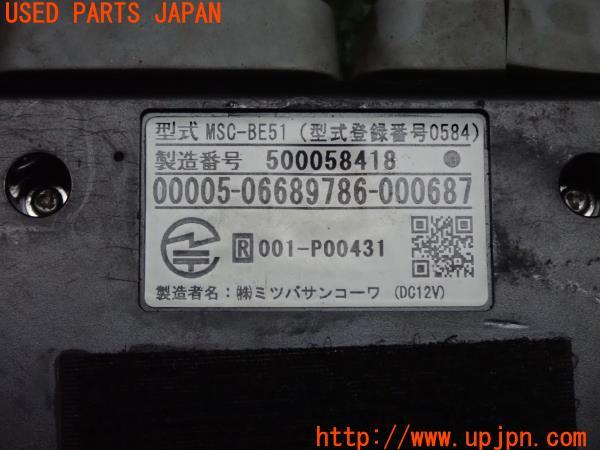 USED PARTS JAPAN
型式 MSC-BE51 (型式登録番号0584)
製造番号 500058418
00005-06689786-000687
R 001-P00431
製造者名:㈱ミツバサンコーワ (DC12V)
http://www.upjpn.com/